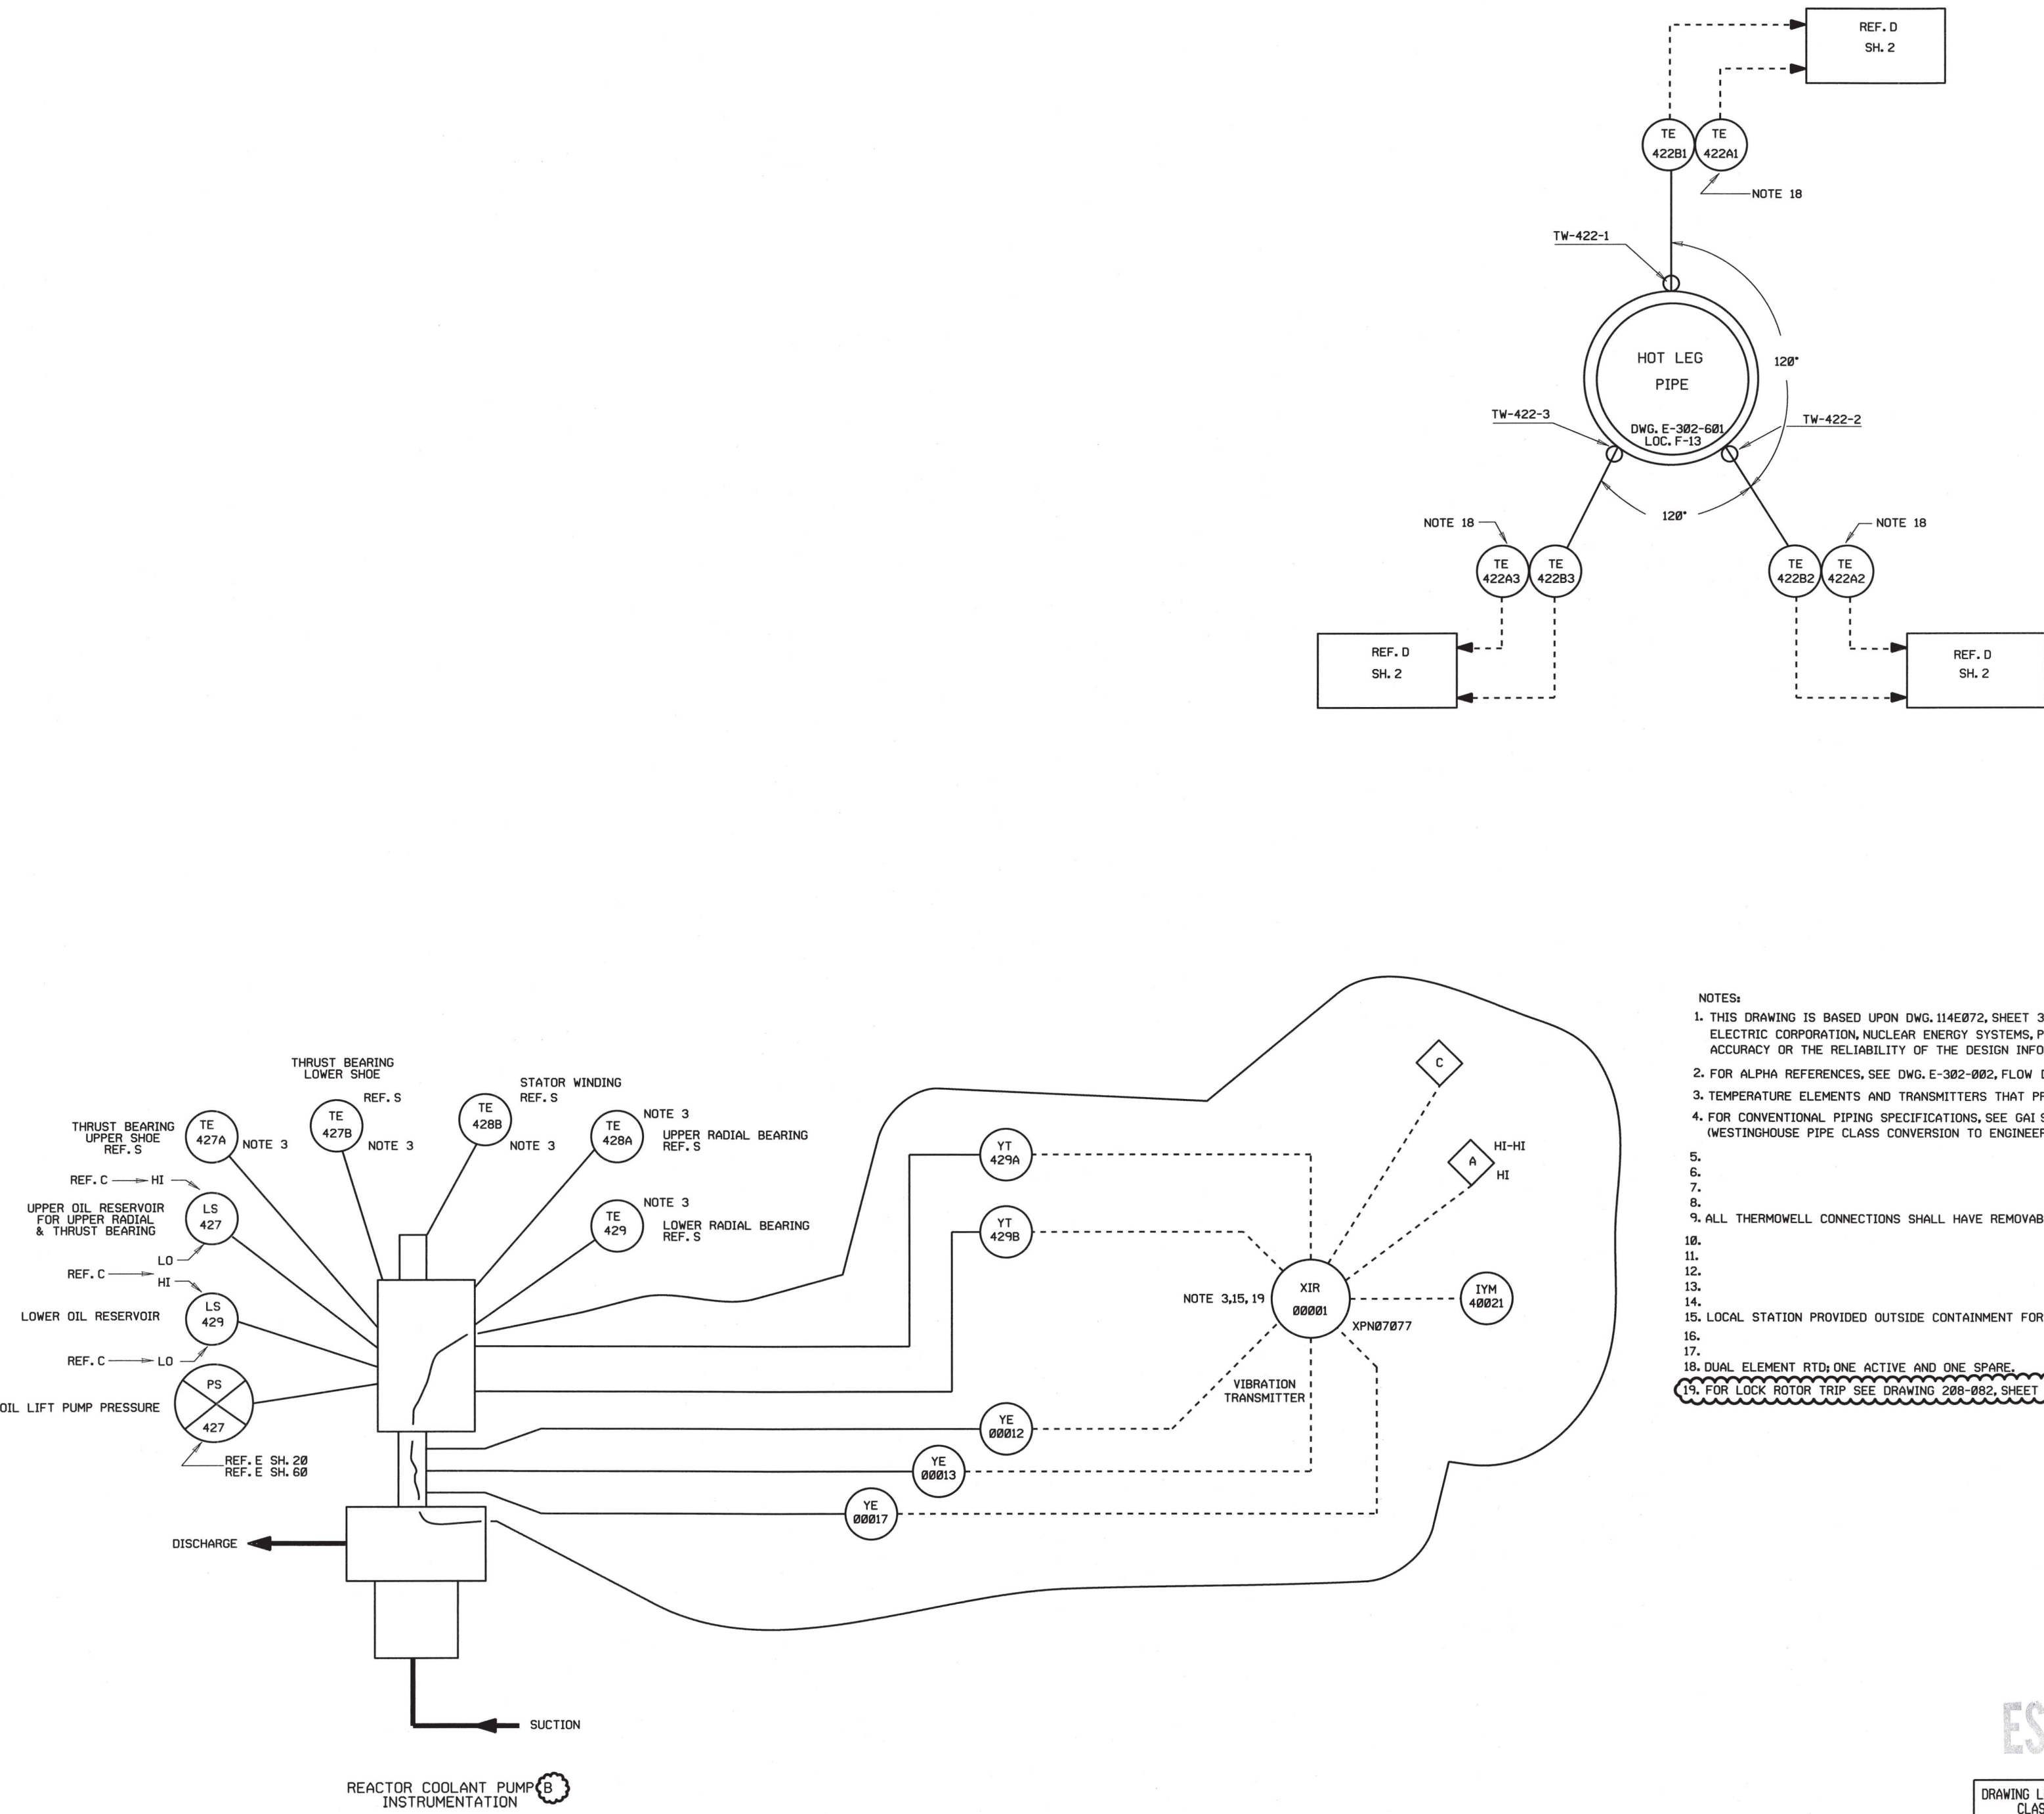 REF. D
SH. 2
TE
422B1
TE
422A1
NOTE 18
TW-422-1
HOT LEG
PIPE
120°
TW-422-3
DWG. E-302-601
LOC. F-13
TW-422-2
120°
NOTE 18
NOTE 18
TE
422A3
TE
422B3
TE
422B2
TE
422A2
REF. D
SH. 2
REF. D
SH. 2
THRUST BEARING
LOWER SHOE
REF. S
TE
427B
NOTE 3
STATOR WINDING
REF. S
TE
428B
NOTE 3
THRUST BEARING
UPPER SHOE
REF. S
TE
427A
NOTE 3
NOTE 3
TE
428A
UPPER RADIAL BEARING
REF. S
REF. C
HI
UPPER OIL RESERVOIR
FOR UPPER RADIAL
& THRUST BEARING
LS
427
LO
NOTE 3
TE
429
LOWER RADIAL BEARING
REF. S
REF. C
HI
LOWER OIL RESERVOIR
LS
429
REF. C
LO
OIL LIFT PUMP PRESSURE
PS
427
REF. E SH. 20
REF. E SH. 60
YT
429A
YT
429B
C
A
HI-HI
HI
NOTE 3,15,19
XIR
00001
IYM
40021
XPN07077
VIBRATION
TRANSMITTER
YE
00012
YE
00013
YE
00017
DISCHARGE
SUCTION
REACTOR COOLANT PUMP B
INSTRUMENTATION
NOTES:
1. THIS DRAWING IS BASED UPON DWG. 114E072, SHEET 3
ELECTRIC CORPORATION, NUCLEAR ENERGY SYSTEMS, P
ACCURACY OR THE RELIABILITY OF THE DESIGN INFO
2. FOR ALPHA REFERENCES, SEE DWG. E-302-002, FLOW D
3. TEMPERATURE ELEMENTS AND TRANSMITTERS THAT PR
4. FOR CONVENTIONAL PIPING SPECIFICATIONS, SEE GAI S
(WESTINGHOUSE PIPE CLASS CONVERSION TO ENGINEER
5.
6.
7.
8.
9. ALL THERMOWELL CONNECTIONS SHALL HAVE REMOVAB
10.
11.
12.
13.
14.
15. LOCAL STATION PROVIDED OUTSIDE CONTAINMENT FOR
16.
17.
18. DUAL ELEMENT RTD; ONE ACTIVE AND ONE SPARE.
19. FOR LOCK ROTOR TRIP SEE DRAWING 208-082, SHEET
ES
DRAWING L
CLAS